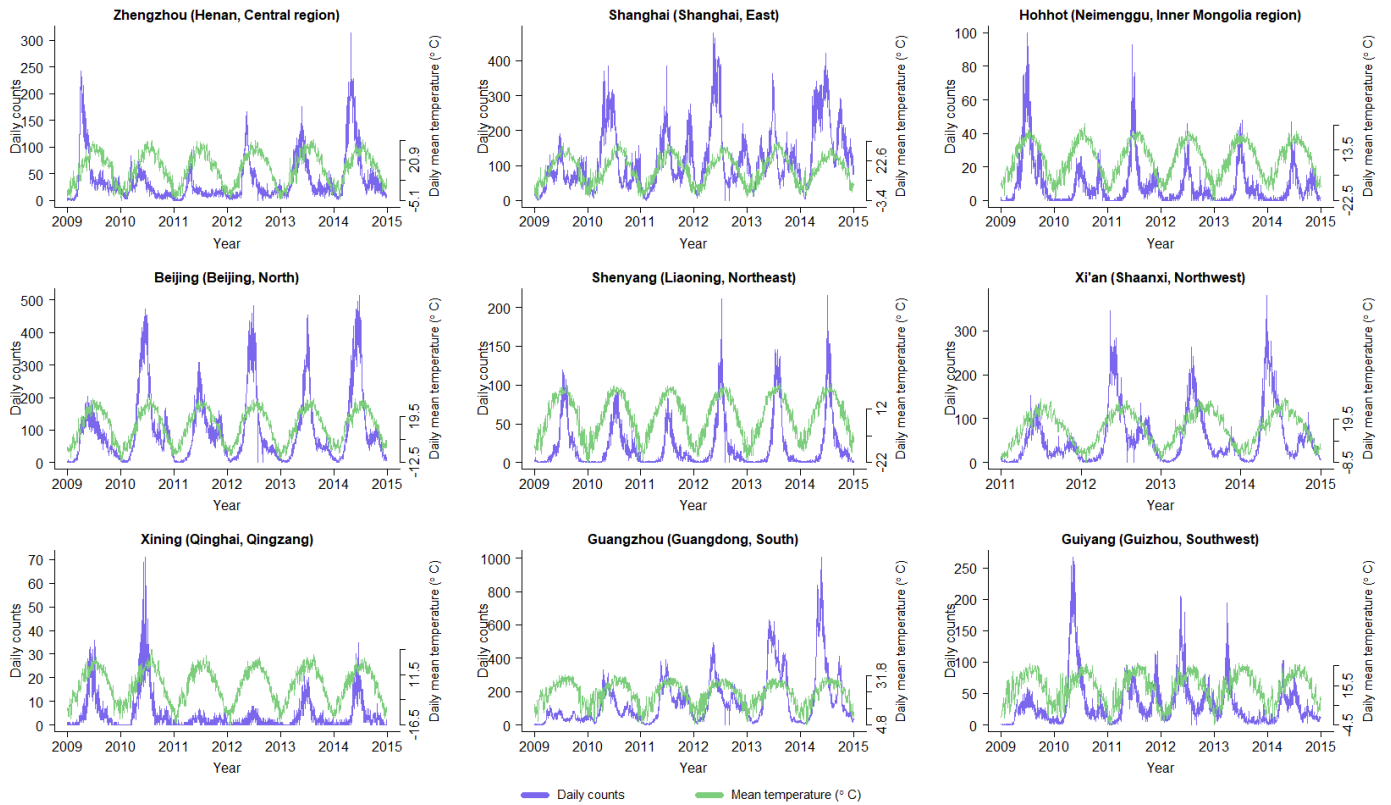 Zhengzhou (Henan, Central region)
Daily counts
300
250
200
150
100
50
0
Daily mean temperature (° C)
20.9
-5.1
2009 2010 2011 2012 2013 2014 2015
Year
Shanghai (Shanghai, East)
Daily counts
400
300
200
100
0
Daily mean temperature (° C)
22.6
-3.4
2009 2010 2011 2012 2013 2014 2015
Year
Hohhot (Neimenggu, Inner Mongolia region)
Daily counts
100
80
60
40
20
0
Daily mean temperature (° C)
13.5
-22.5
2009 2010 2011 2012 2013 2014 2015
Year
Beijing (Beijing, North)
Daily counts
500
400
300
200
100
0
Daily mean temperature (° C)
19.5
-12.5
2009 2010 2011 2012 2013 2014 2015
Year
Shenyang (Liaoning, Northeast)
Daily counts
200
150
100
50
0
Daily mean temperature (° C)
12
-22
2009 2010 2011 2012 2013 2014 2015
Year
Xi'an (Shaanxi, Northwest)
Daily counts
300
200
100
0
Daily mean temperature (° C)
19.5
-8.5
2011 2012 2013 2014 2015
Year
Xining (Qinghai, Qingzang)
Daily counts
70
60
50
40
30
20
10
0
Daily mean temperature (° C)
11.5
-16.5
2009 2010 2011 2012 2013 2014 2015
Year
Guangzhou (Guangdong, South)
Daily counts
1000
800
600
400
200
0
Daily mean temperature (° C)
31.8
4.8
2009 2010 2011 2012 2013 2014 2015
Year
Guiyang (Guizhou, Southwest)
Daily counts
250
200
150
100
50
0
Daily mean temperature (° C)
15.5
-4.5
2009 2010 2011 2012 2013 2014 2015
Year
Daily counts
Mean temperature (° C)